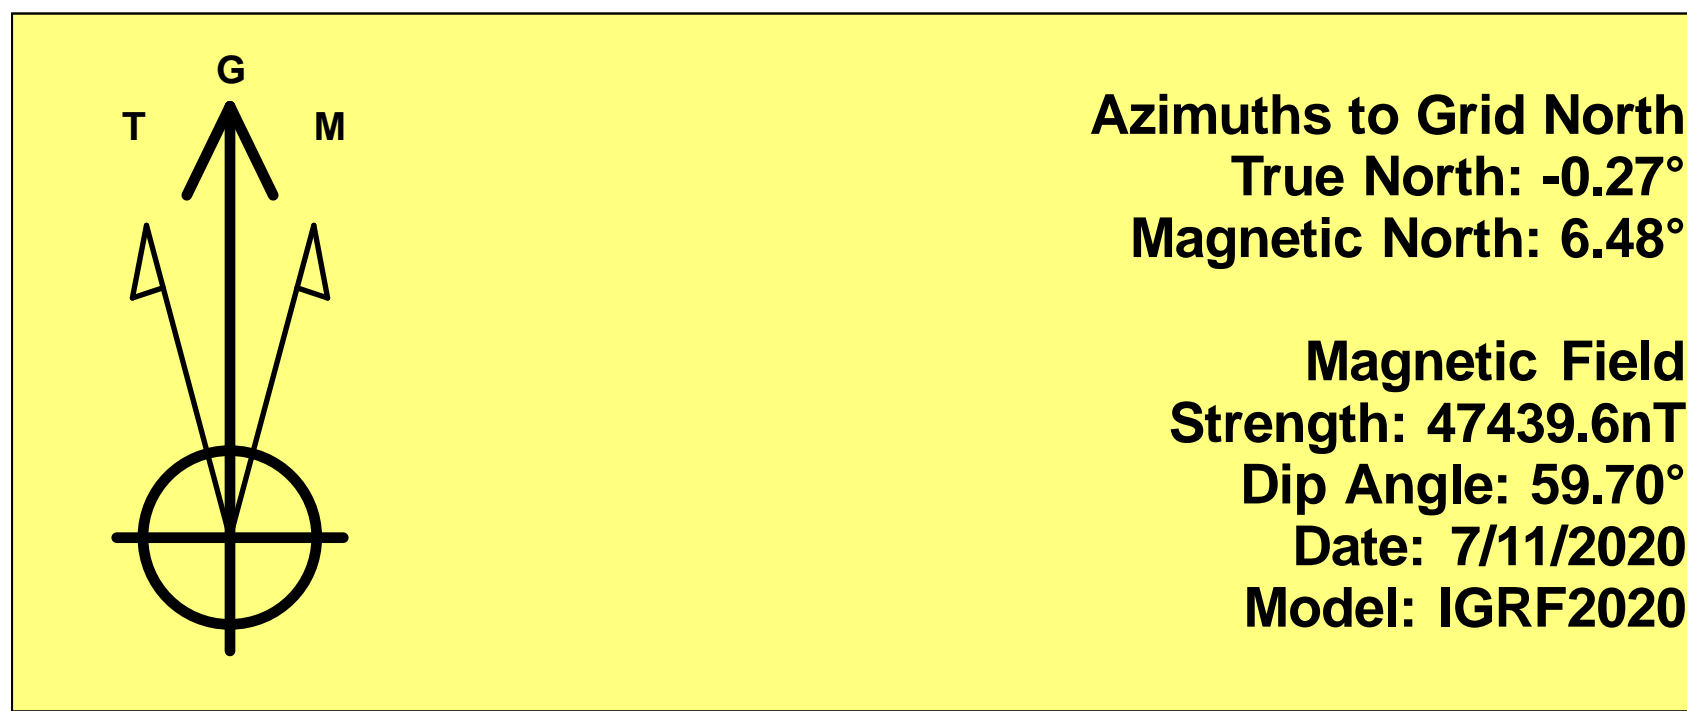 G
T
M
Azimuths to Grid North
True North: -0.27°
Magnetic North: 6.48°
Magnetic Field
Strength: 47439.6nT
Dip Angle: 59.70°
Date: 7/11/2020
Model: IGRF2020